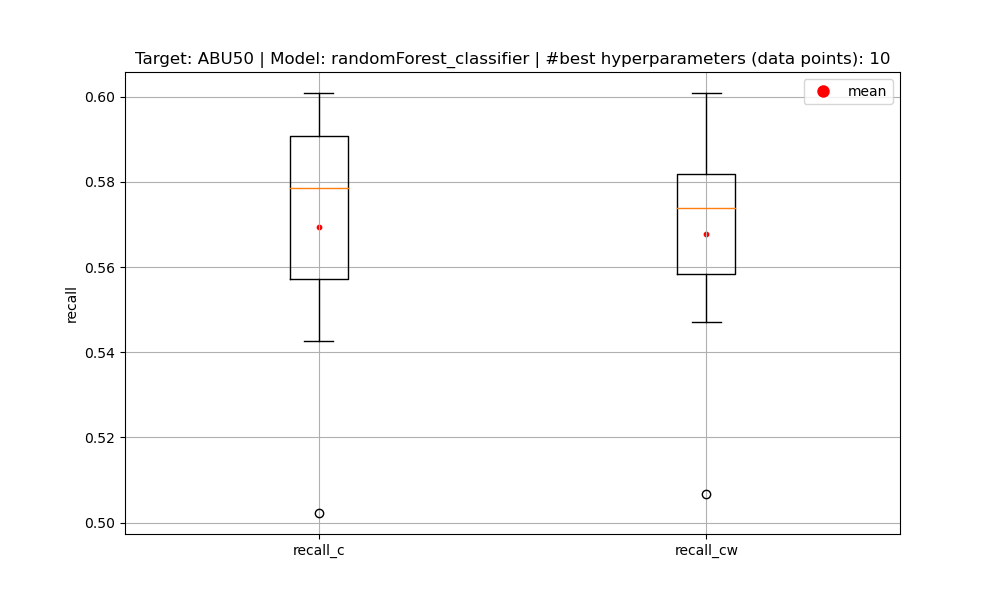 Target: ABU50 | Model: randomForest_classifier | #best hyperparameters (data points): 10
mean
0.60
0.58
0.56
0.54
0.52
0.50
recall
recall_c
recall_cw